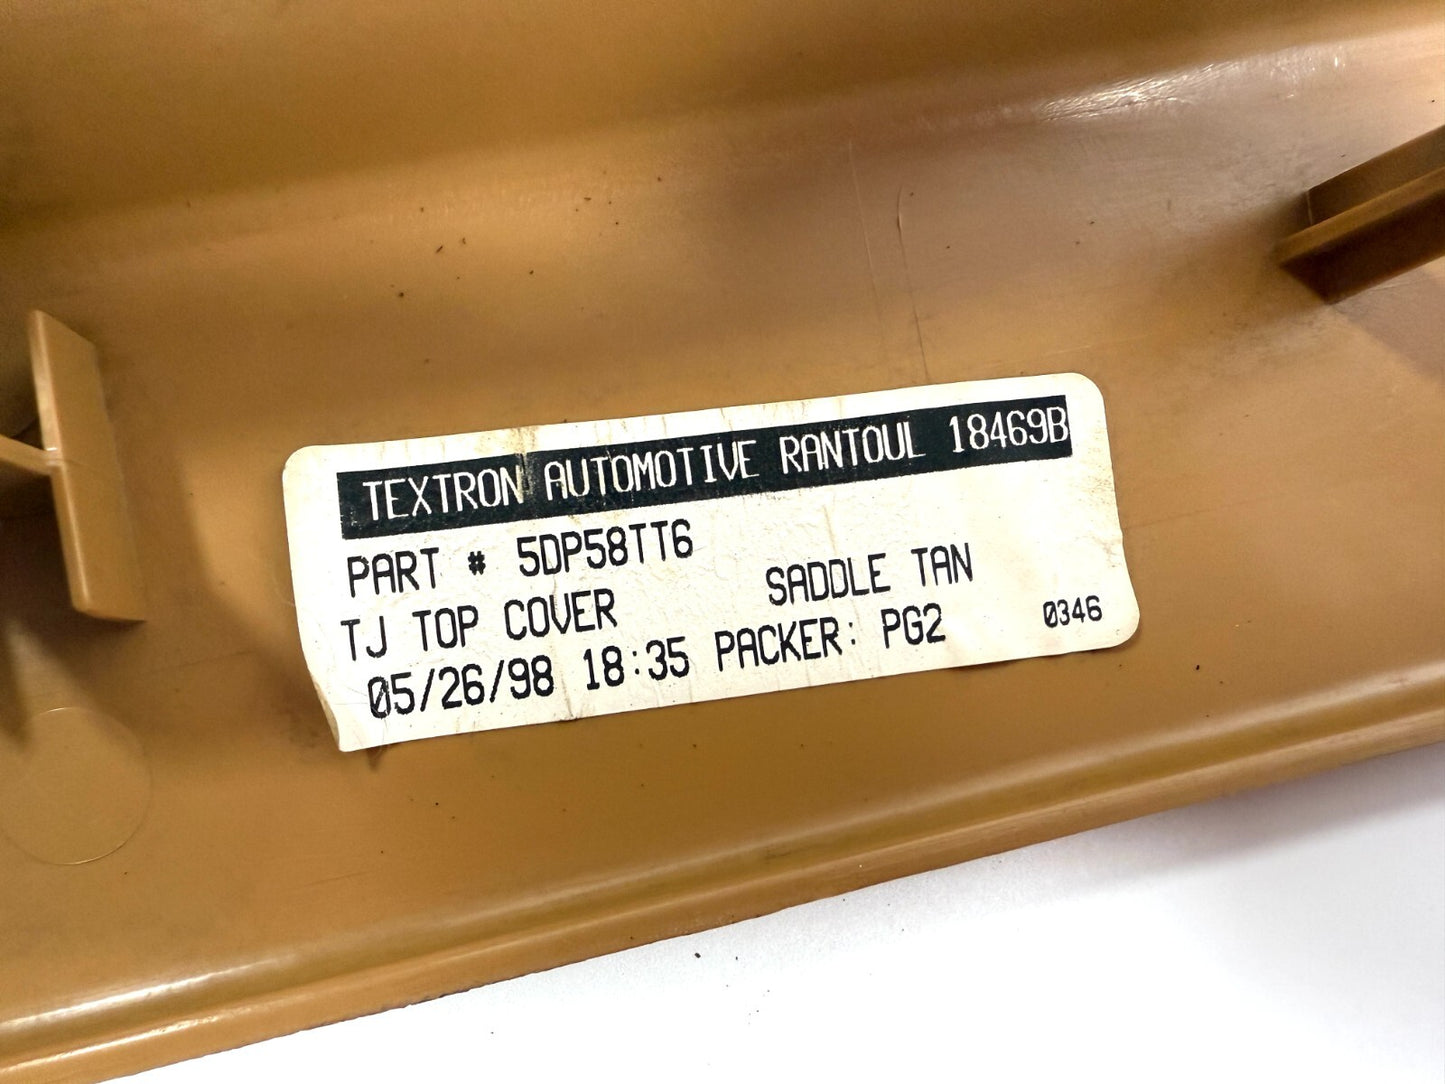 TEXTRON AUTOMOTIVE RANTOUL 18469B
PART # 5DP58TT6
TJ TOP COVER SADDLE TAN
05/26/98 18:35 PACKER: PG2 0346